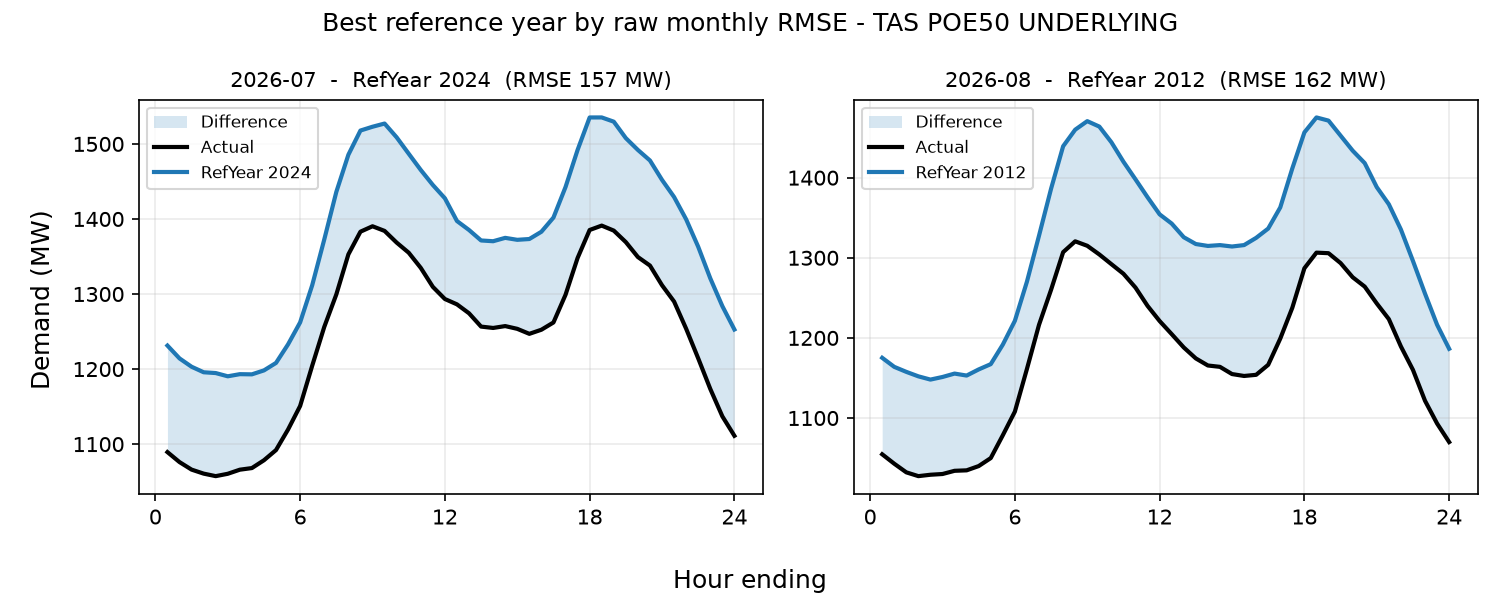 Best reference year by raw monthly RMSE - TAS POE50 UNDERLYING
2026-07 - RefYear 2024 (RMSE 157 MW)
Difference
Actual
RefYear 2024
1500
1400
1300
1200
1100
0 6 12 18 24
Demand (MW)
2026-08 - RefYear 2012 (RMSE 162 MW)
Difference
Actual
RefYear 2012
1400
1300
1200
1100
0 6 12 18 24
Hour ending